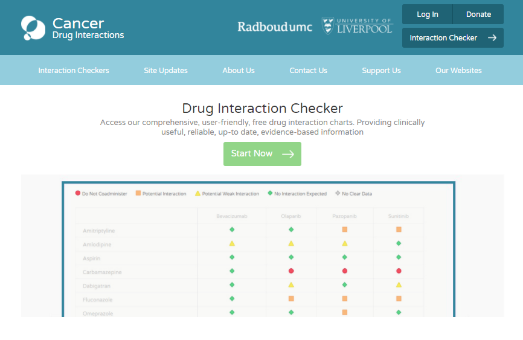 Cancer
Drug Interactions
Radboudumc
UNIVERSITY OF
LIVERPOOL
Log In
Donate
Interaction Checker
Interaction Checkers
Site Updates
About Us
Contact Us
Support Us
Our Websites
Drug Interaction Checker
Access our comprehensive, user-friendly, free drug interaction charts. Providing clinically
useful, reliable, up-to date, evidence-based information
Start Now
Do Not Coadminister
Potential Interaction
Potential Weak Interaction
No Interaction Expected
No Clear Data
Bevacizumab
Olaparib
Pazopanib
Sunitinib
Aminophylline
Amlodipine
Aspirin
Carbamazepine
Dabigatran
Fluconazole
Omeprazole